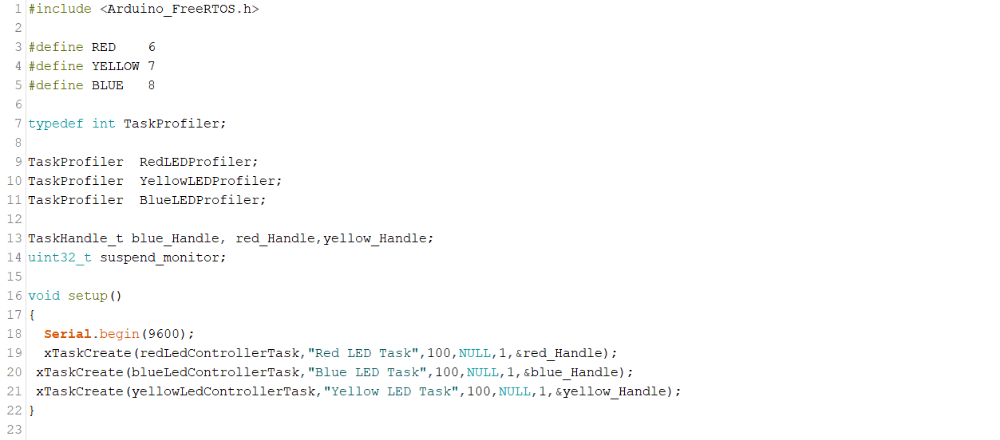 1 #include <Arduino_FreeRTOS.h>
2
3 #define RED    6
4 #define YELLOW 7
5 #define BLUE   8
6
7 typedef int TaskProfiler;
8
9 TaskProfiler  RedLEDProfiler;
10 TaskProfiler  YellowLEDProfiler;
11 TaskProfiler  BlueLEDProfiler;
12
13 TaskHandle_t blue_Handle, red_Handle,yellow_Handle;
14 uint32_t suspend_monitor;
15
16 void setup()
17 {
18   Serial.begin(9600);
19   xTaskCreate(redLedControllerTask,"Red LED Task",100,NULL,1,&red_Handle);
20  xTaskCreate(blueLedControllerTask,"Blue LED Task",100,NULL,1,&blue_Handle);
21  xTaskCreate(yellowLedControllerTask,"Yellow LED Task",100,NULL,1,&yellow_Handle);
22 }
23